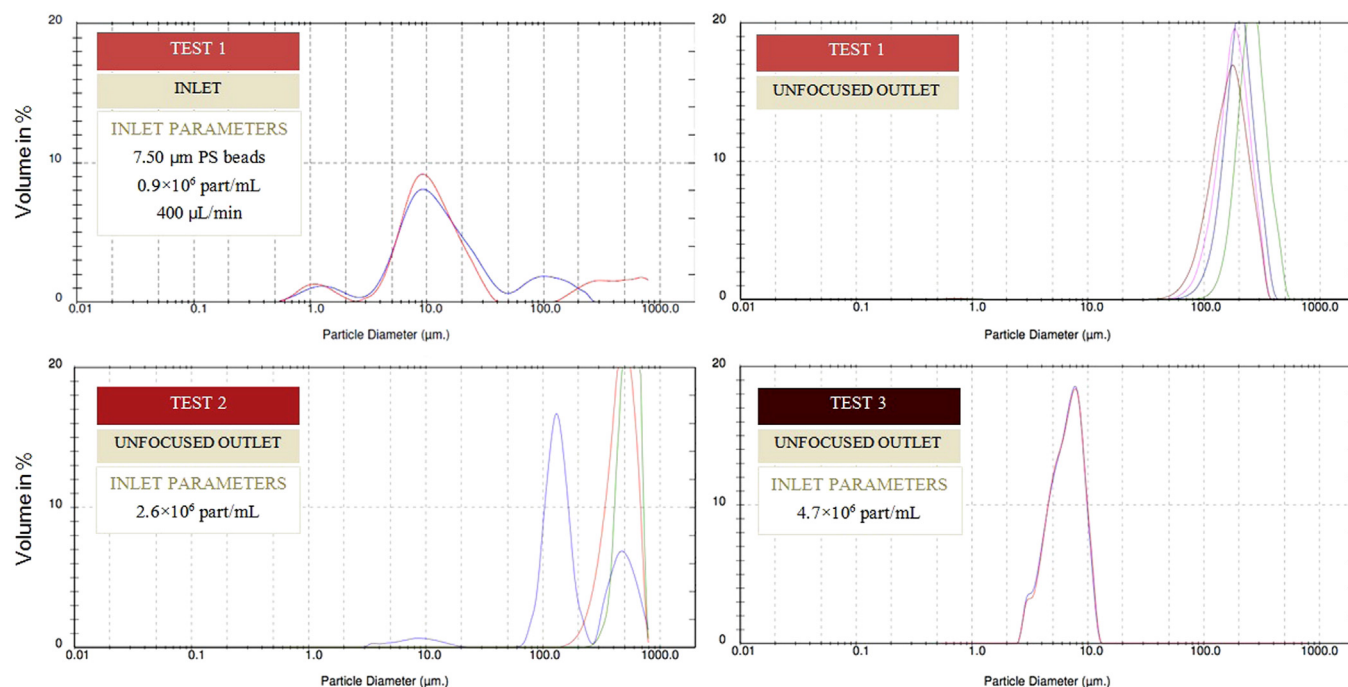 20
TEST 1
INLET
INLET PARAMETERS
7.50 µm PS beads
0.9×10⁶ part/mL
400 µL/min
Volume in %
10
0
0.01 0.1 1.0 10.0 100.0 1000.0
Particle Diameter (µm.)
20
TEST 1
UNFOCUSED OUTLET
10
0
0.01 0.1 1.0 10.0 100.0 1000.0
Particle Diameter (µm.)
20
TEST 2
UNFOCUSED OUTLET
INLET PARAMETERS
2.6×10⁶ part/mL
Volume in %
10
0
0.01 0.1 1.0 10.0 100.0 1000.0
Particle Diameter (µm.)
20
TEST 3
UNFOCUSED OUTLET
INLET PARAMETERS
4.7×10⁶ part/mL
10
0
0.01 0.1 1.0 10.0 100.0 1000.0
Particle Diameter (µm.)